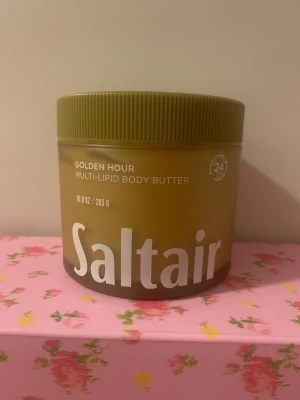 GOLDEN HOUR
MULTI-LIPID BODY BUTTER
24
10.0 OZ / 283 G
Saltair